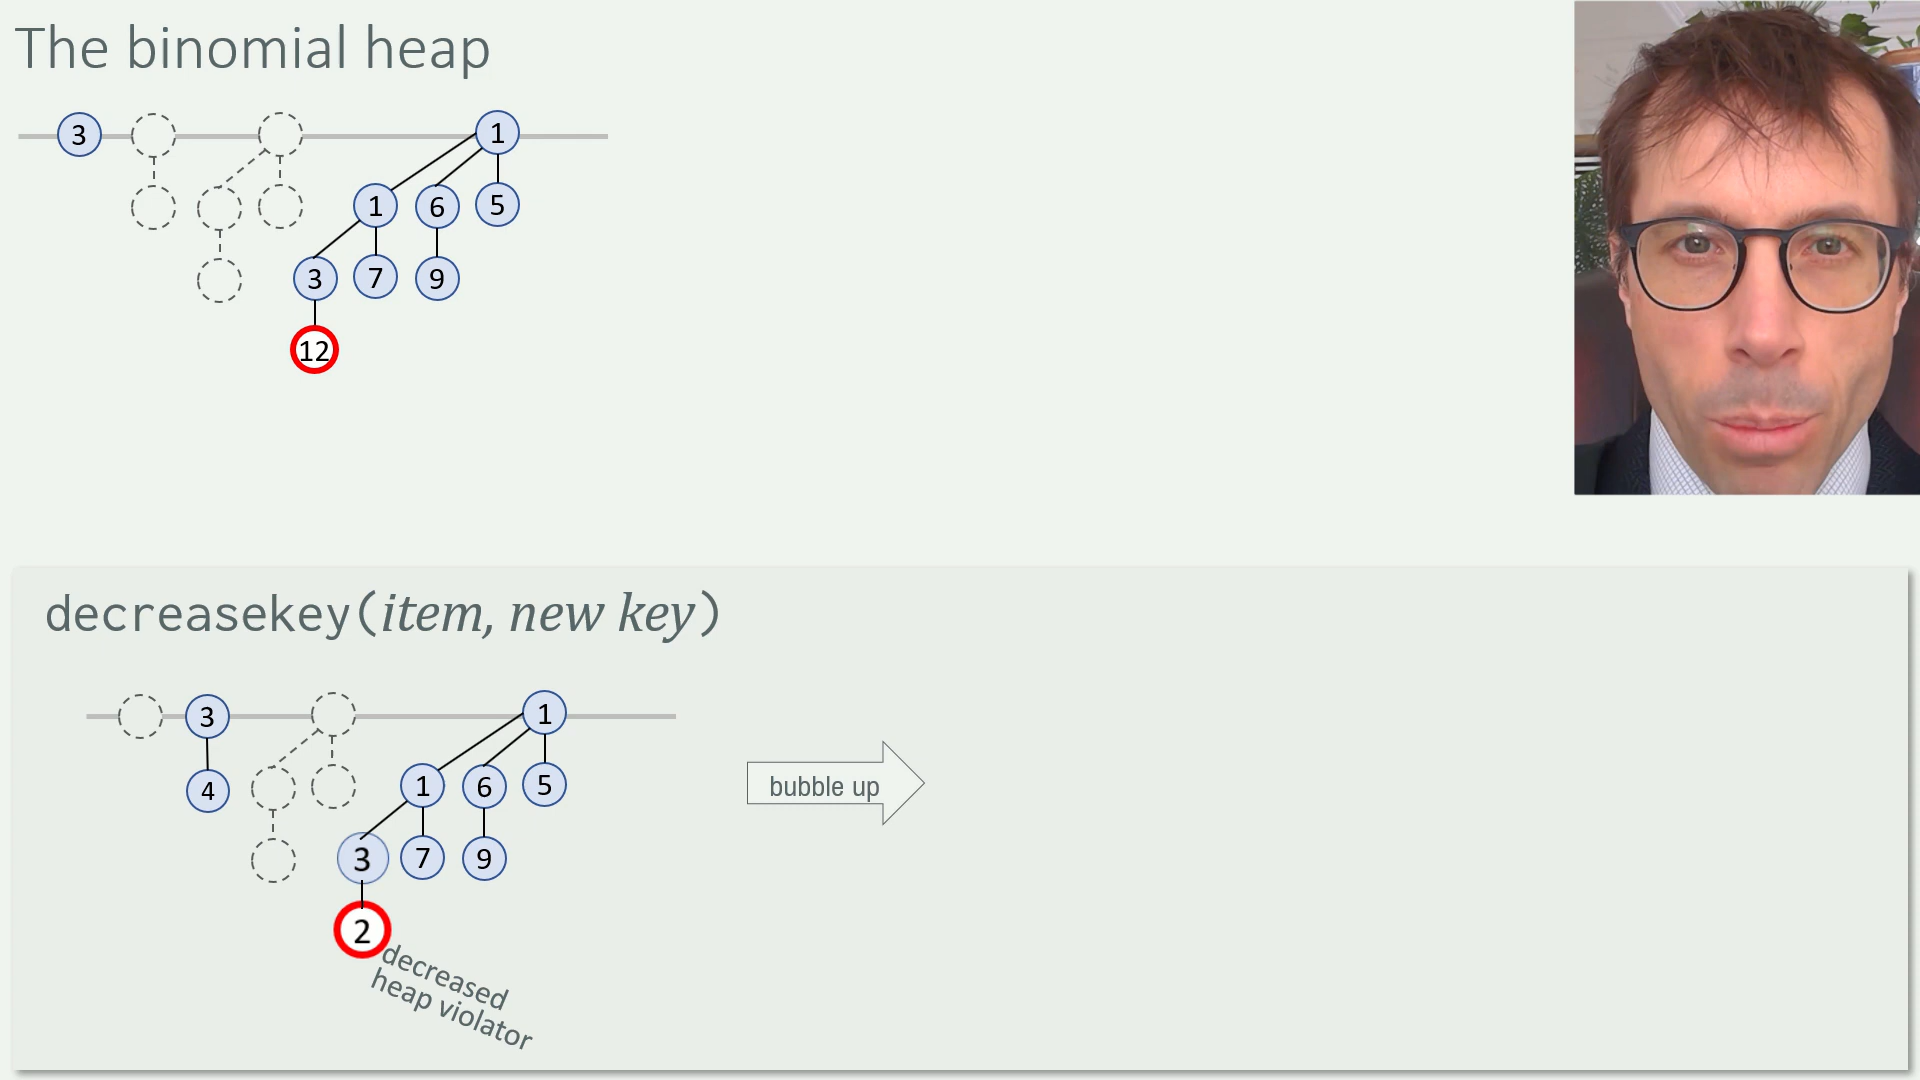 The binomial heap
3 1
1 6 5
3 7 9
12
decreasekey(item, new key)
3 1
4 1 6 5
3 7 9
2
decreased
heap violator
bubble up